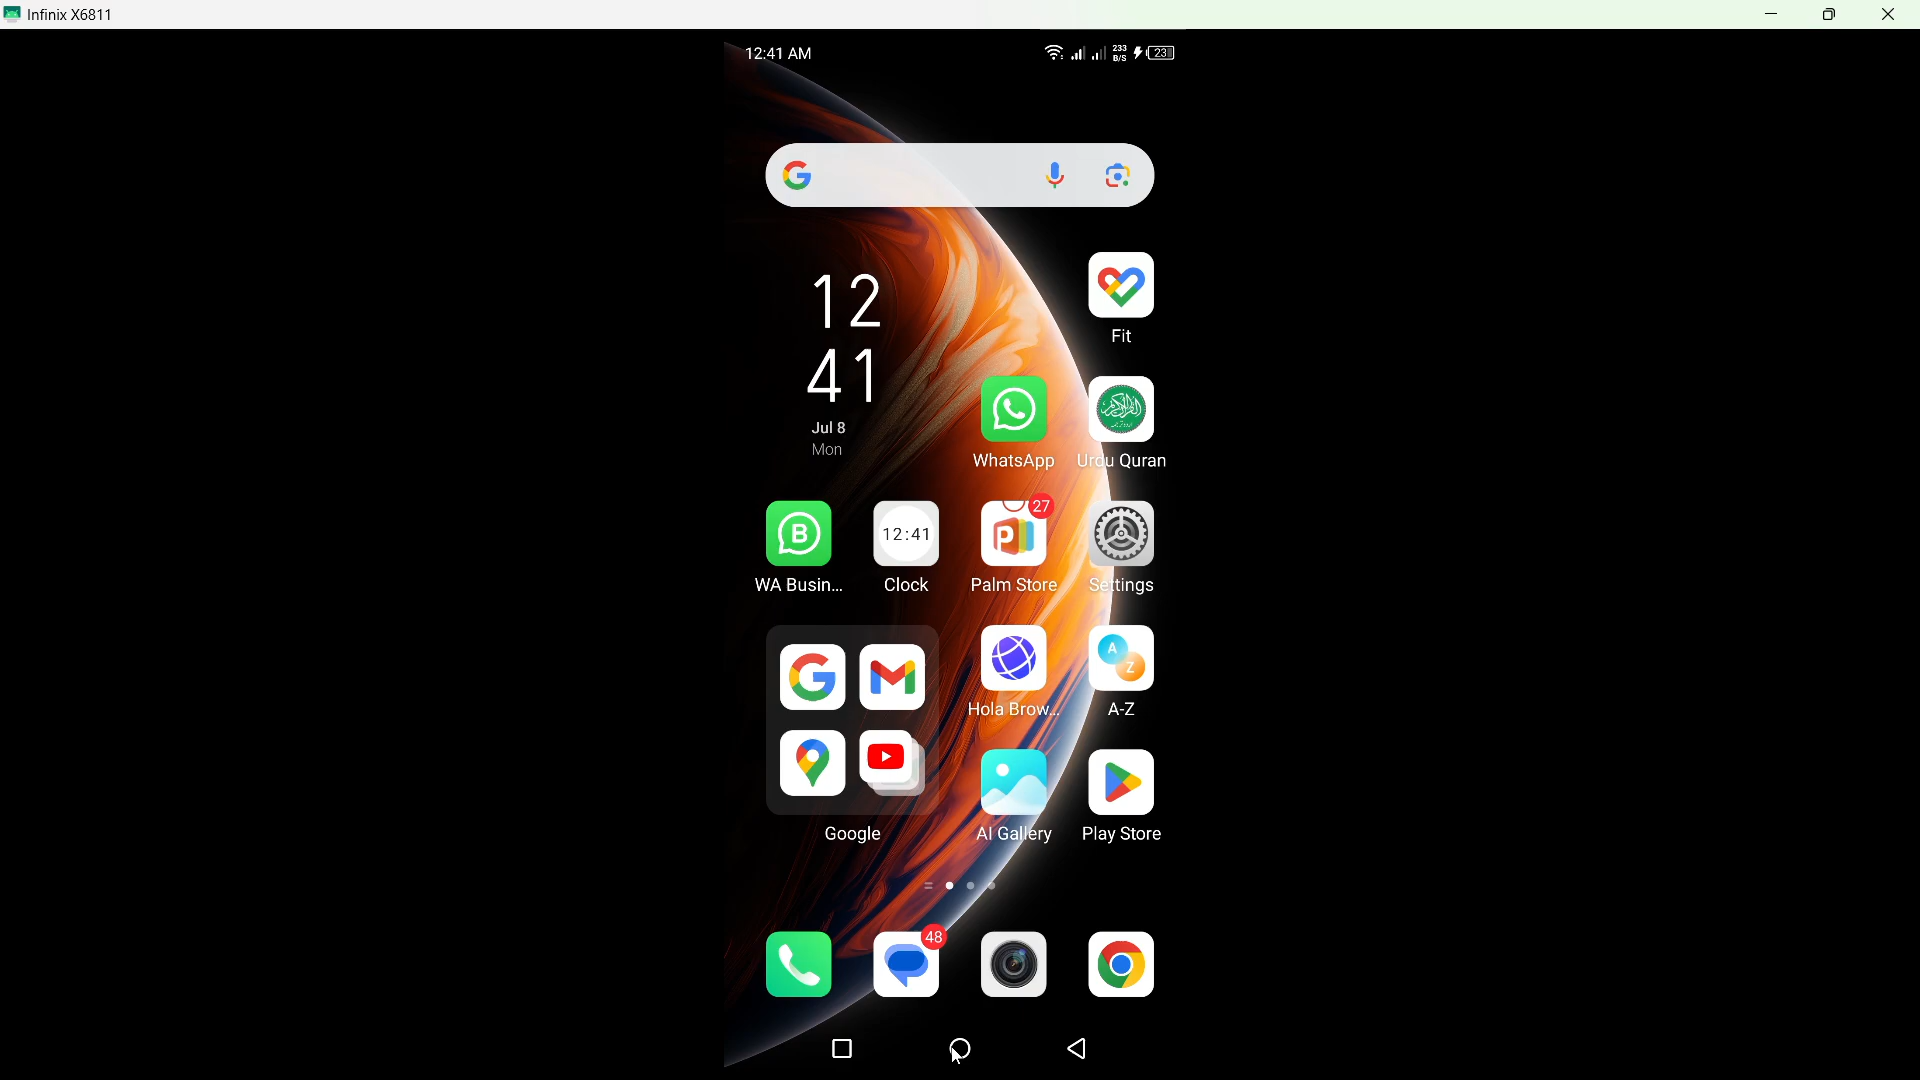 Infinix X6811
12:41 AM
233
B/S
23
12
41
Jul 8
Mon
Fit
WhatsApp
Urdu Quran
27
12:41
WA Busin...
Clock
Palm Store
Settings
A
Z
Hola Brow...
A-Z
Google
AI Gallery
Play Store
48